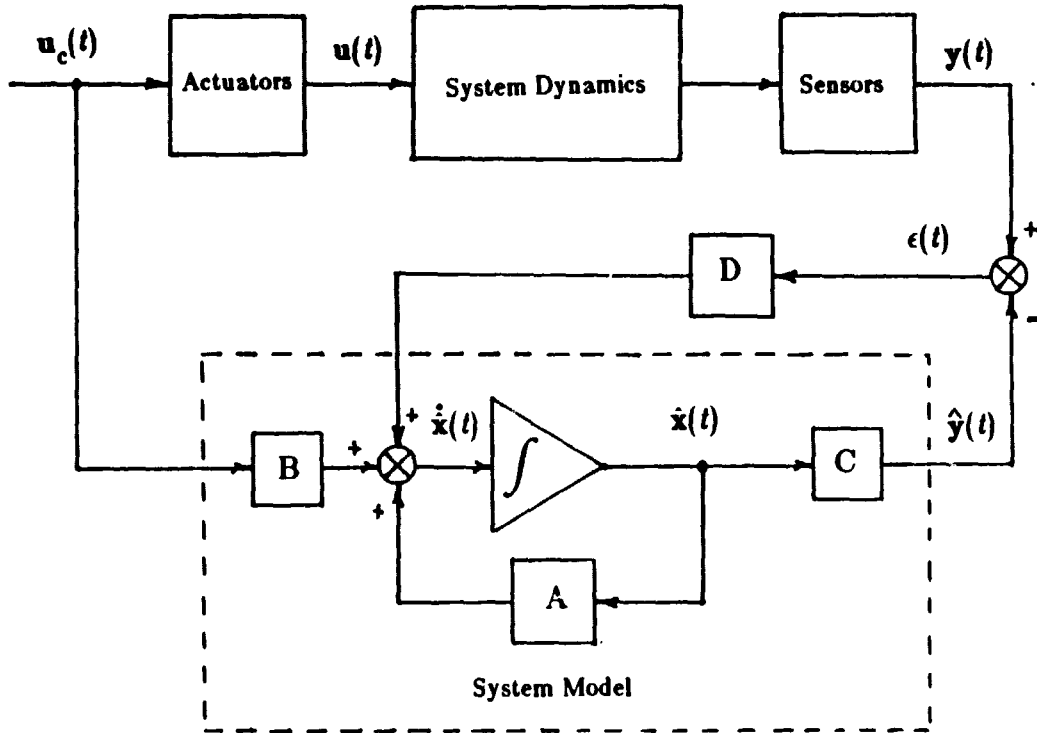 u_c(t)
u(t)
y(t)
Actuators
System Dynamics
Sensors
+
ϵ(t)
D
-
+
ẋ̂(t)
x̂(t)
ŷ(t)
+
B
∫
C
+
A
System Model